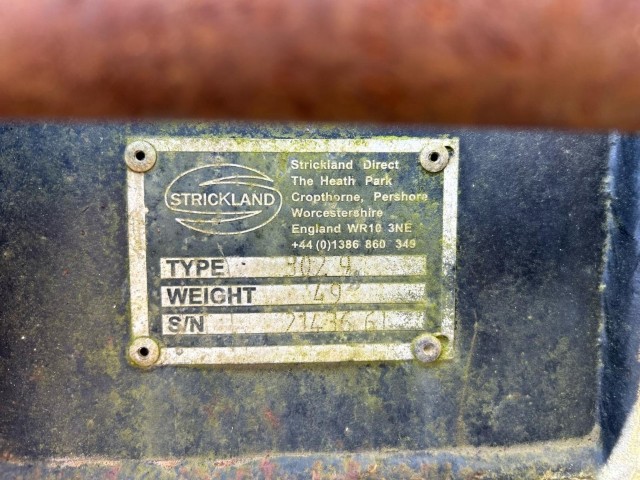 STRICKLAND
Strickland Direct
The Heath Park
Cropthorne, Pershore
Worcestershire
England WR10 3NE
+44 (0)1386 860 349
TYPE
WEIGHT 49
S/N